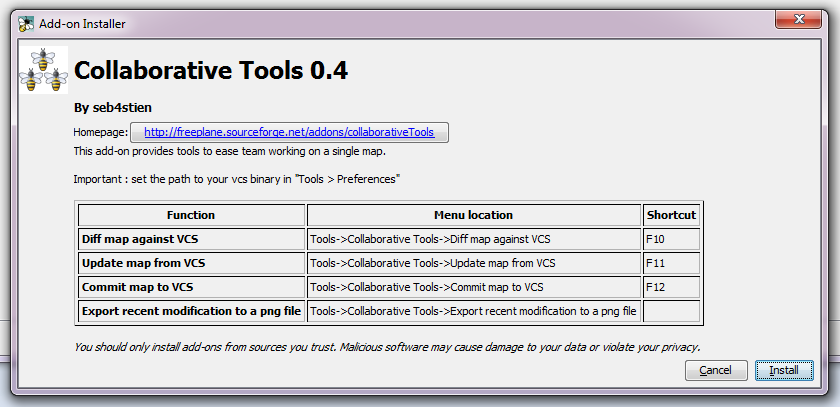 Add-on Installer
Collaborative Tools 0.4
By seb4stien
Homepage: http://freeplane.sourceforge.net/addons/collaborativeTools
This add-on provides tools to ease team working on a single map.
Important : set the path to your vcs binary in "Tools > Preferences"
Function Menu location Shortcut
Diff map against VCS Tools->Collaborative Tools->Diff map against VCS F10
Update map from VCS Tools->Collaborative Tools->Update map from VCS F11
Commit map to VCS Tools->Collaborative Tools->Commit map to VCS F12
Export recent modification to a png file Tools->Collaborative Tools->Export recent modification to a png file
You should only install add-ons from sources you trust. Malicious software may cause damage to your data or violate your privacy.
Cancel Install